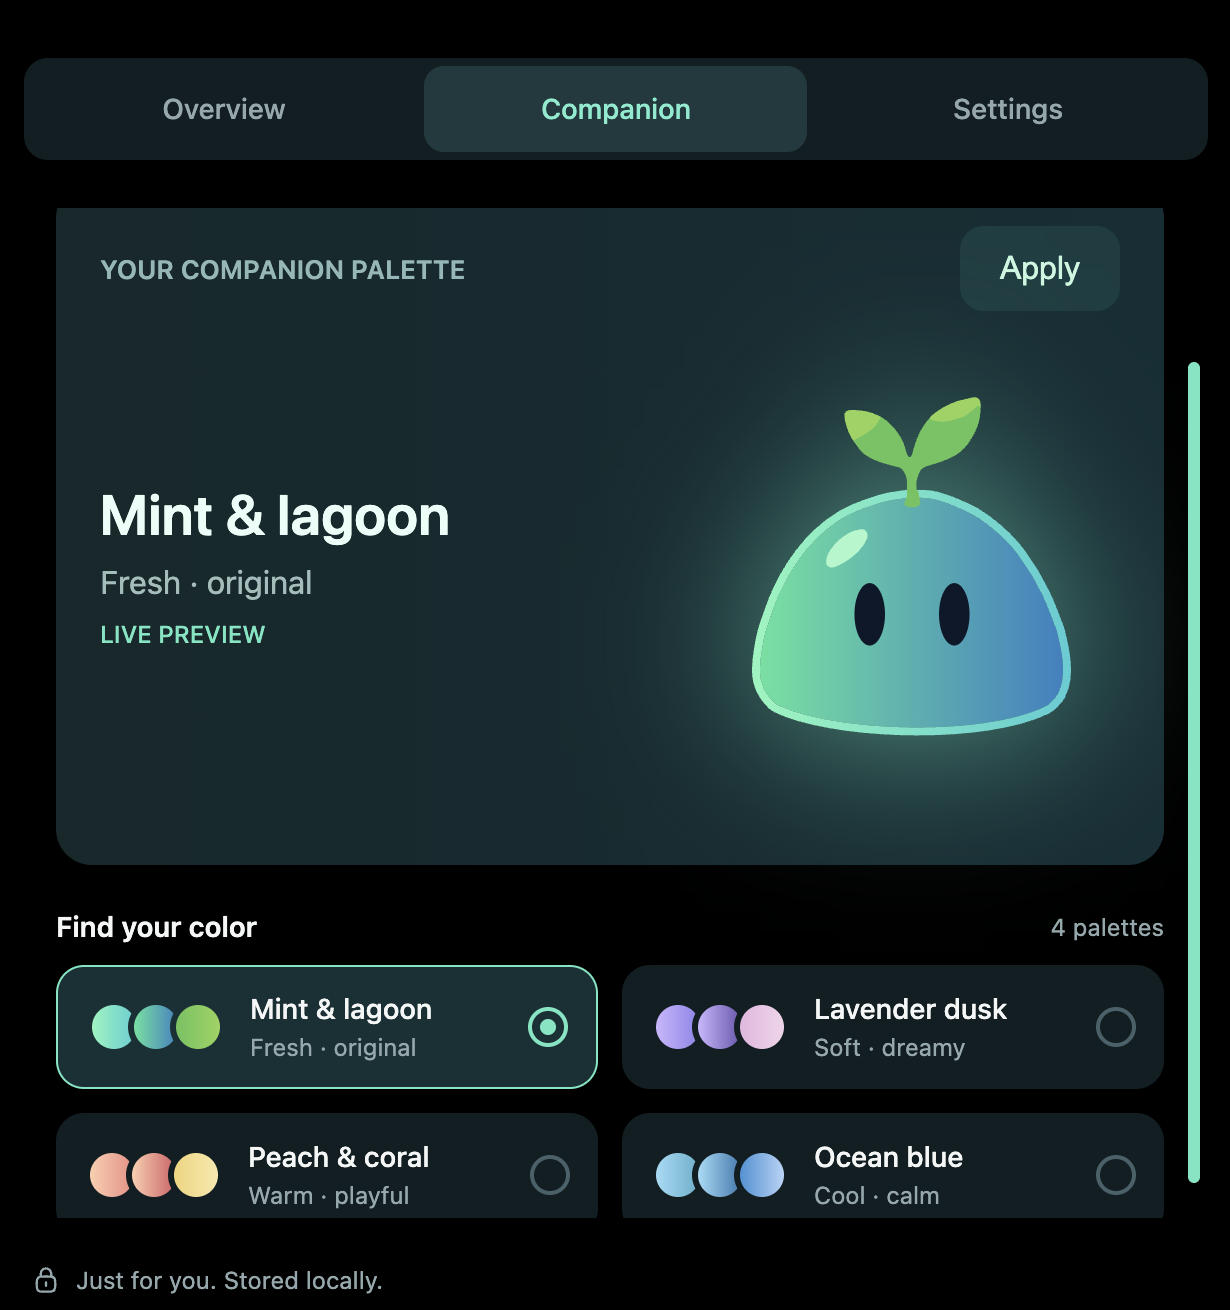 Overview
Companion
Settings
YOUR COMPANION PALETTE
Apply
Mint & lagoon
Fresh · original
LIVE PREVIEW
Find your color
4 palettes
Mint & lagoon
Fresh · original
Lavender dusk
Soft · dreamy
Peach & coral
Warm · playful
Ocean blue
Cool · calm
Just for you. Stored locally.